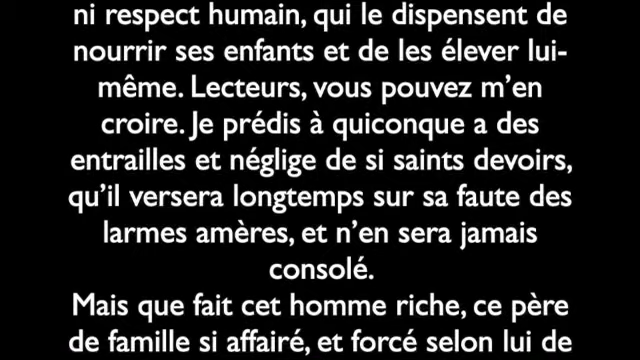 ni respect humain, qui le dispensent de
nourrir ses enfants et de les élever lui-
même. Lecteurs, vous pouvez m’en
croire. Je prédis à quiconque a des
entrailles et néglige de si saints devoirs,
qu’il versera longtemps sur sa faute des
larmes amères, et n’en sera jamais
consolé.
Mais que fait cet homme riche, ce père
de famille si affairé, et forcé selon lui de